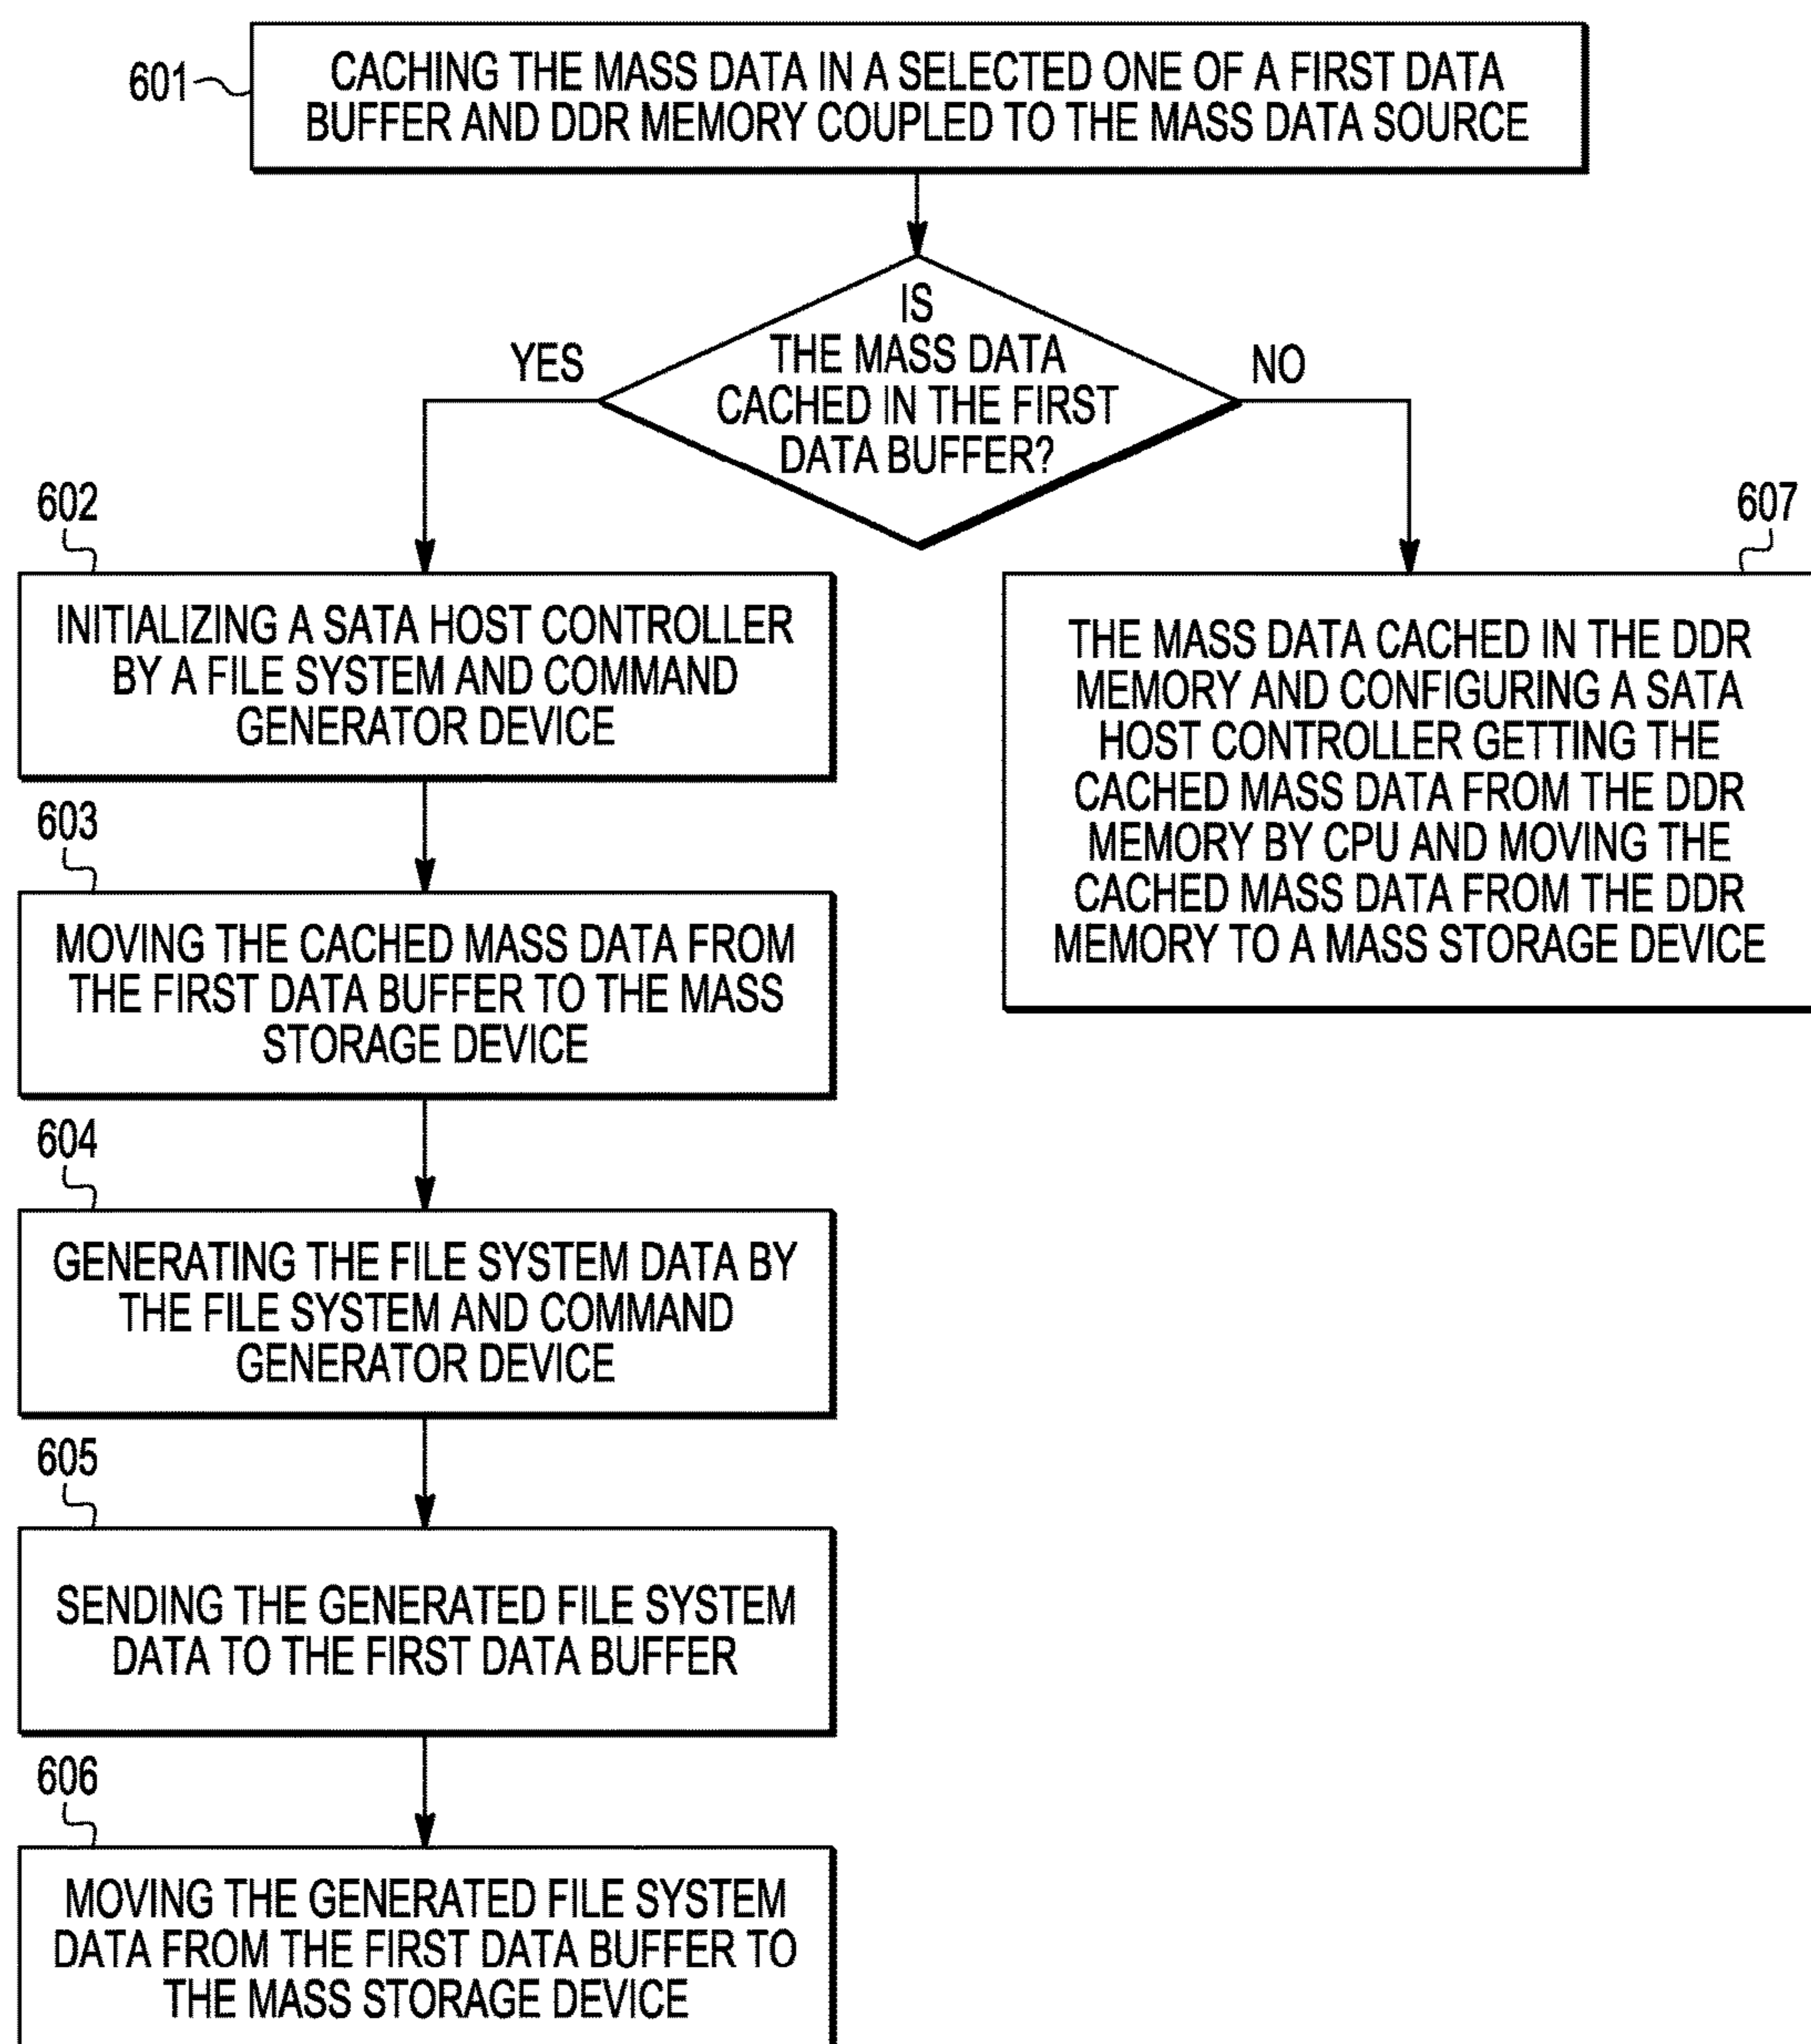 601
CACHING THE MASS DATA IN A SELECTED ONE OF A FIRST DATA
BUFFER AND DDR MEMORY COUPLED TO THE MASS DATA SOURCE
IS
THE MASS DATA
CACHED IN THE FIRST
DATA BUFFER?
YES
NO
602
INITIALIZING A SATA HOST CONTROLLER
BY A FILE SYSTEM AND COMMAND
GENERATOR DEVICE
603
MOVING THE CACHED MASS DATA FROM
THE FIRST DATA BUFFER TO THE MASS
STORAGE DEVICE
604
GENERATING THE FILE SYSTEM DATA BY
THE FILE SYSTEM AND COMMAND
GENERATOR DEVICE
605
SENDING THE GENERATED FILE SYSTEM
DATA TO THE FIRST DATA BUFFER
606
MOVING THE GENERATED FILE SYSTEM
DATA FROM THE FIRST DATA BUFFER TO
THE MASS STORAGE DEVICE
607
THE MASS DATA CACHED IN THE DDR
MEMORY AND CONFIGURING A SATA
HOST CONTROLLER GETTING THE
CACHED MASS DATA FROM THE DDR
MEMORY BY CPU AND MOVING THE
CACHED MASS DATA FROM THE DDR
MEMORY TO A MASS STORAGE DEVICE